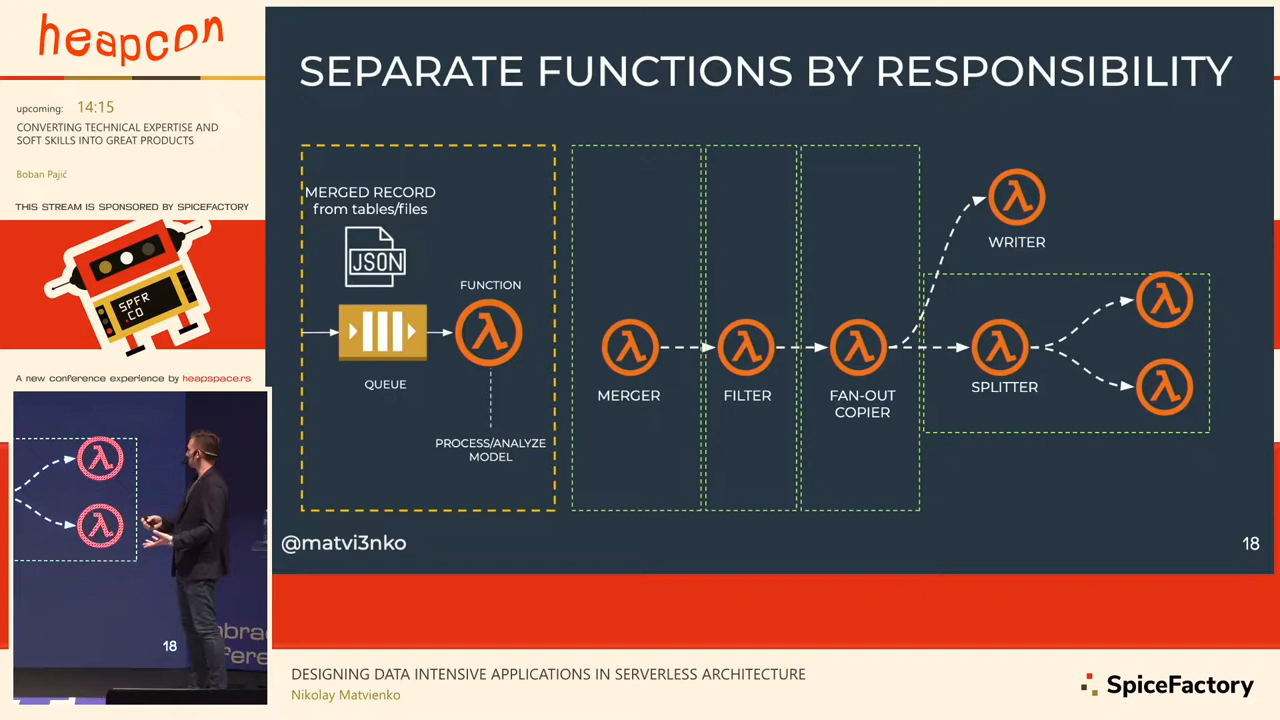 heapcon
upcoming: 14:15
CONVERTING TECHNICAL EXPERTISE AND
SOFT SKILLS INTO GREAT PRODUCTS
Boban Pajić
THIS STREAM IS SPONSORED BY SPICEFACTORY
SPFR
.CO
A new conference experience by heapspace.rs
SEPARATE FUNCTIONS BY RESPONSIBILITY
MERGED RECORD
from tables/files
JSON
FUNCTION
QUEUE
PROCESS/ANALYZE
MODEL
MERGER
FILTER
FAN-OUT
COPIER
WRITER
SPLITTER
@matvi3nko
18
18
DESIGNING DATA INTENSIVE APPLICATIONS IN SERVERLESS ARCHITECTURE
Nikolay Matvienko
SpiceFactory